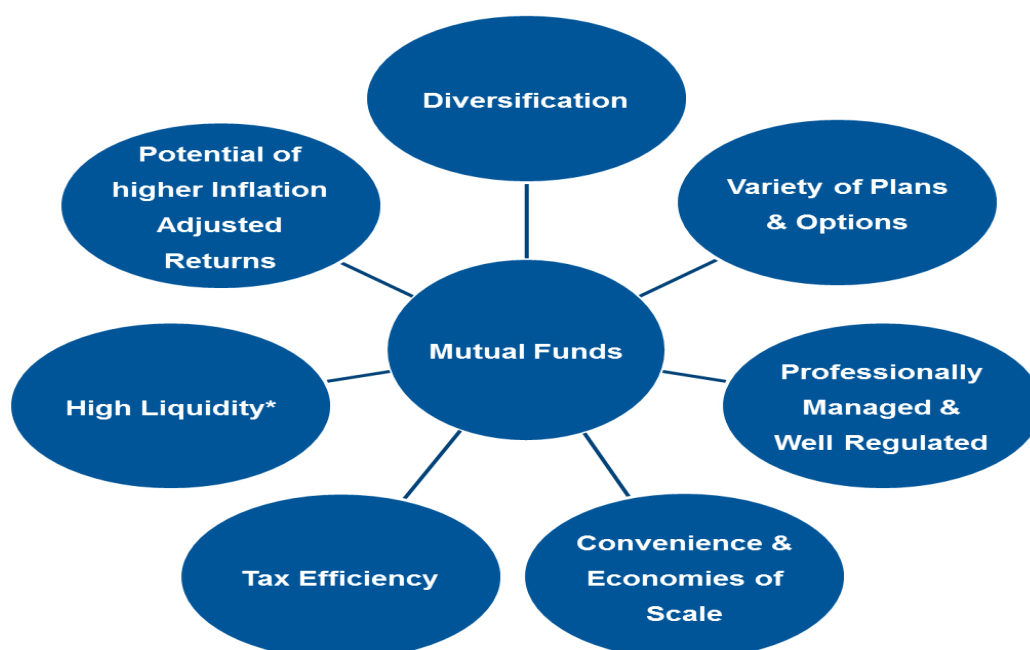 Diversification
Variety of Plans
& Options
Professionally
Managed &
Well Regulated
Convenience &
Economies of
Scale
Tax Efficiency
High Liquidity*
Potential of
higher Inflation
Adjusted
Returns
Mutual Funds